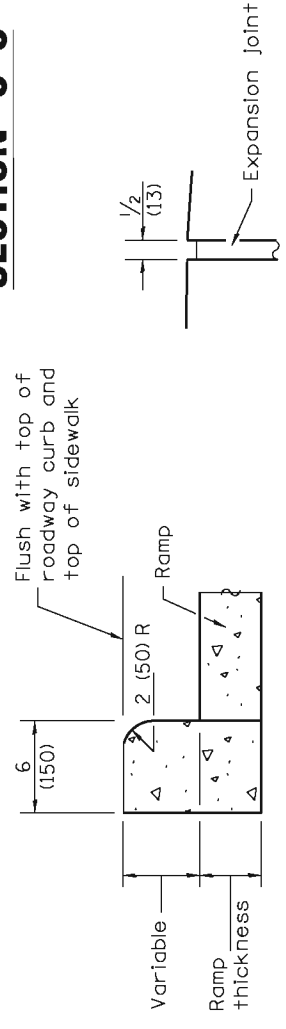 Flush with top of
roadway curb and
top of sidewalk
6
(150)
2 (50) R
Ramp
Variable
Ramp
thickness
1/2
(13)
Expansion joint